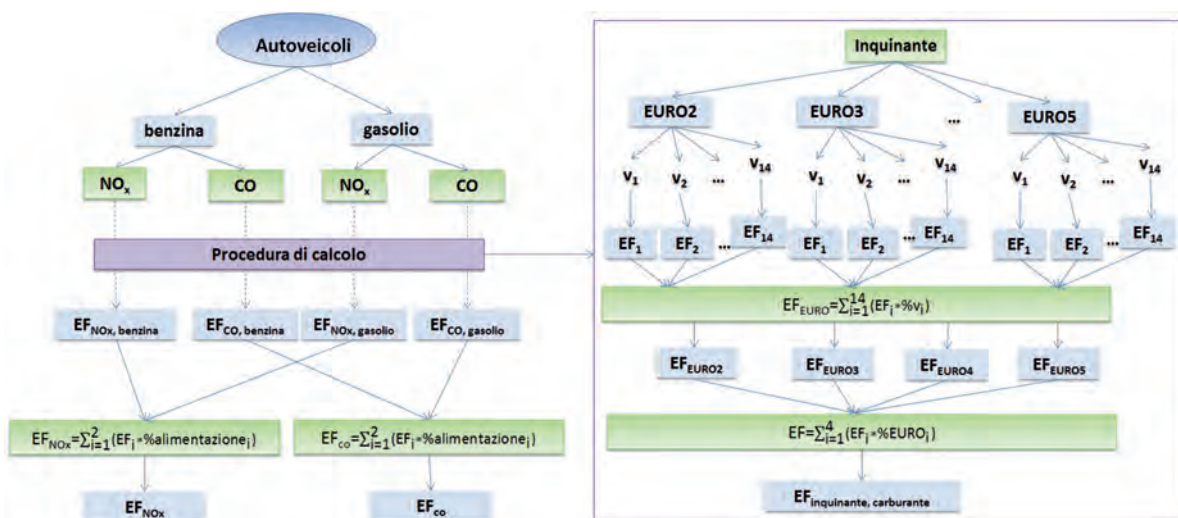 Autoveicoli
benzina gasolio
NOx CO NOx CO
Procedura di calcolo
EFNOx, benzina EFCO, benzina EFNOx, gasolio EFCO, gasolio
EFNOx=∑²ᵢ₌₁(EFᵢ*%alimentazioneᵢ) EFco=∑²ᵢ₌₁(EFᵢ*%alimentazioneᵢ)
EFNOx EFco
Inquinante
EURO2 EURO3 ... EURO5
v1 v2 ... v14 v1 v2 ... v14 v1 v2 ... v14
EF1 EF2 ... EF14 EF1 EF2 ... EF14 EF1 EF2 ... EF14
EFEURO=∑¹⁴ᵢ₌₁(EFᵢ*%vᵢ)
EFEURO2 EFEURO3 EFEURO4 EFEURO5
EF=∑⁴ᵢ₌₁(EFᵢ*%EUROᵢ)
EFinquinante, carburante